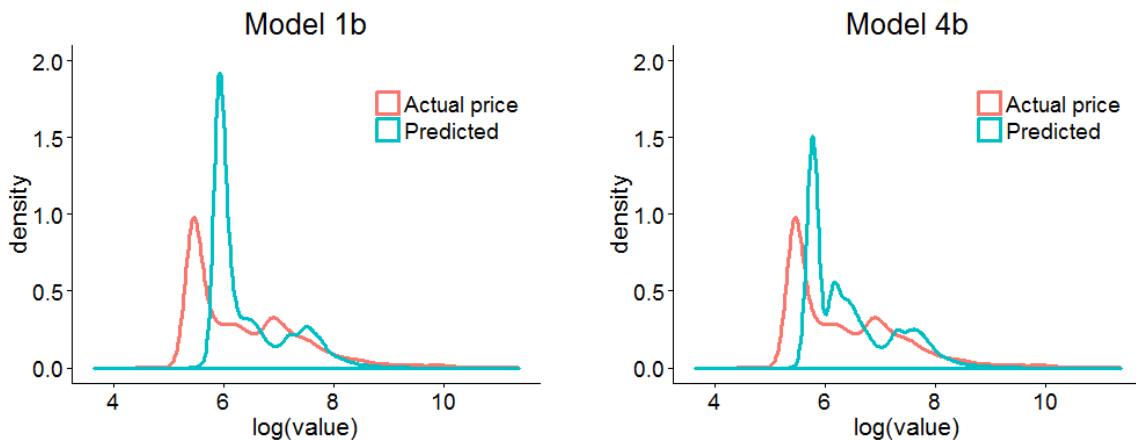 Model 1b
2.0
1.5
1.0
0.5
0.0
density
4 6 8 10
log(value)
Actual price
Predicted
Model 4b
2.0
1.5
1.0
0.5
0.0
density
4 6 8 10
log(value)
Actual price
Predicted